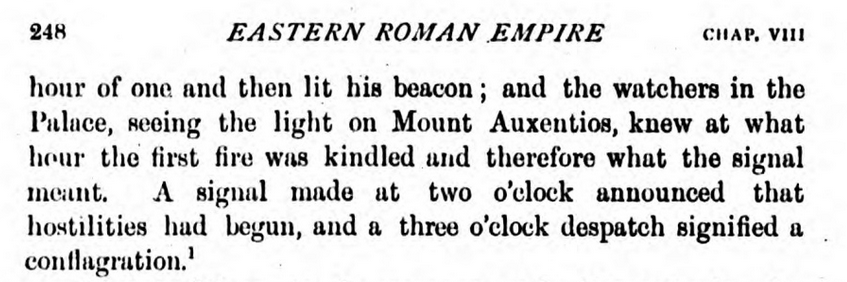 248 EASTERN ROMAN EMPIRE CHAP. VIII
hour of one and then lit his beacon; and the watchers in the
Palace, seeing the light on Mount Auxentios, knew at what
hour the first fire was kindled and therefore what the signal
meant. A signal made at two o'clock announced that
hostilities had begun, and a three o'clock despatch signified a
conflagration.¹